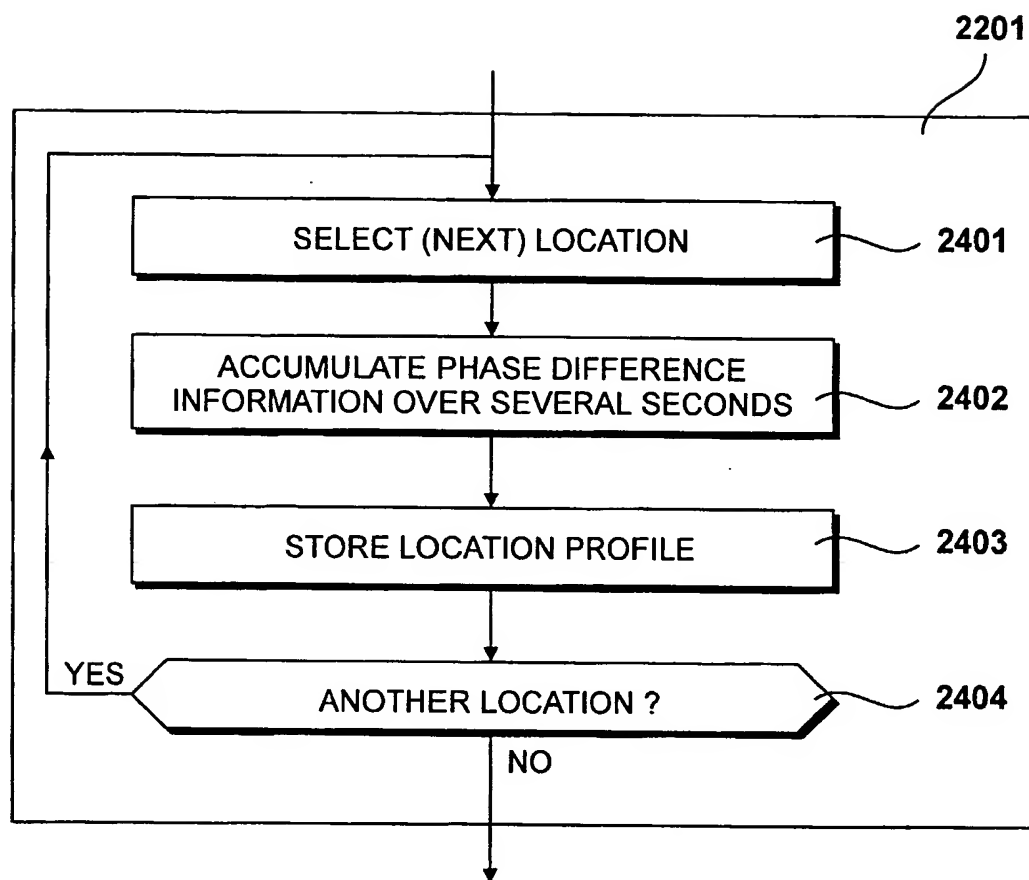 2201
SELECT (NEXT) LOCATION
2401
ACCUMULATE PHASE DIFFERENCE
INFORMATION OVER SEVERAL SECONDS
2402
STORE LOCATION PROFILE
2403
YES
ANOTHER LOCATION ?
2404
NO